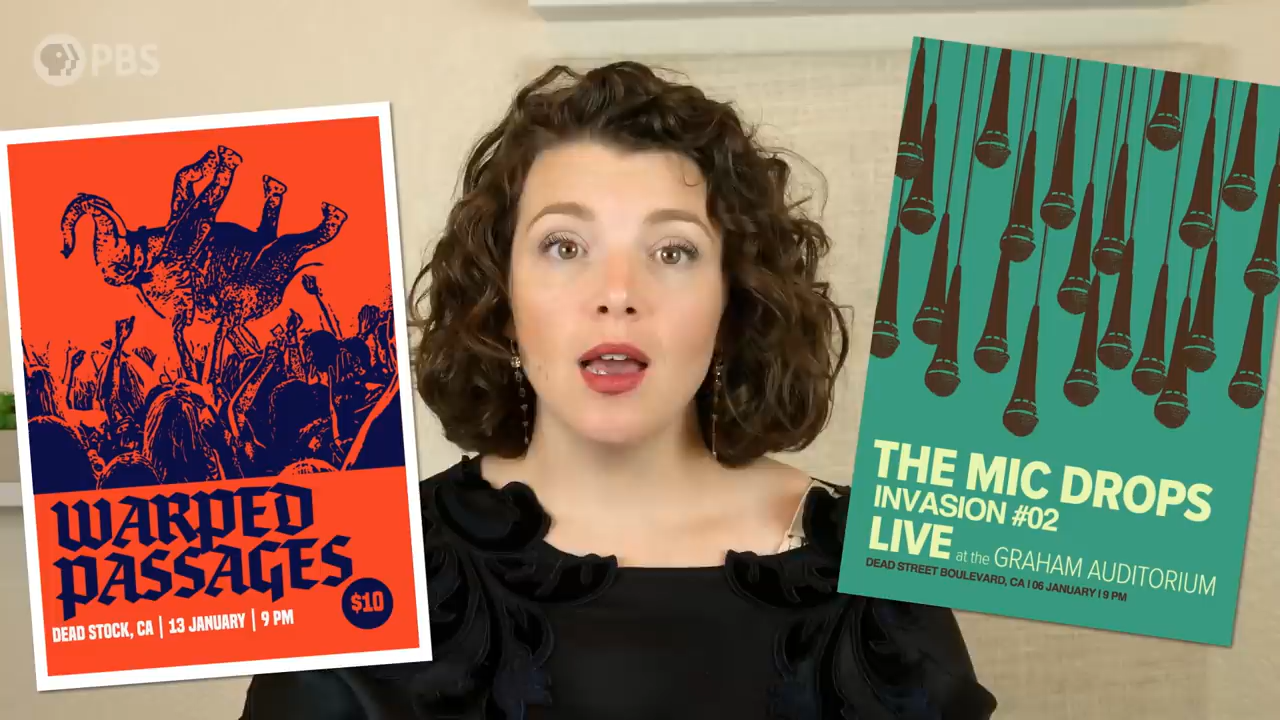 PBS
WARPED
PASSAGES
$10
DEAD STOCK, CA | 13 JANUARY | 9 PM
THE MIC DROPS
INVASION #02
LIVE at the GRAHAM AUDITORIUM
DEAD STREET BOULEVARD, CA | 06 JANUARY | 9 PM